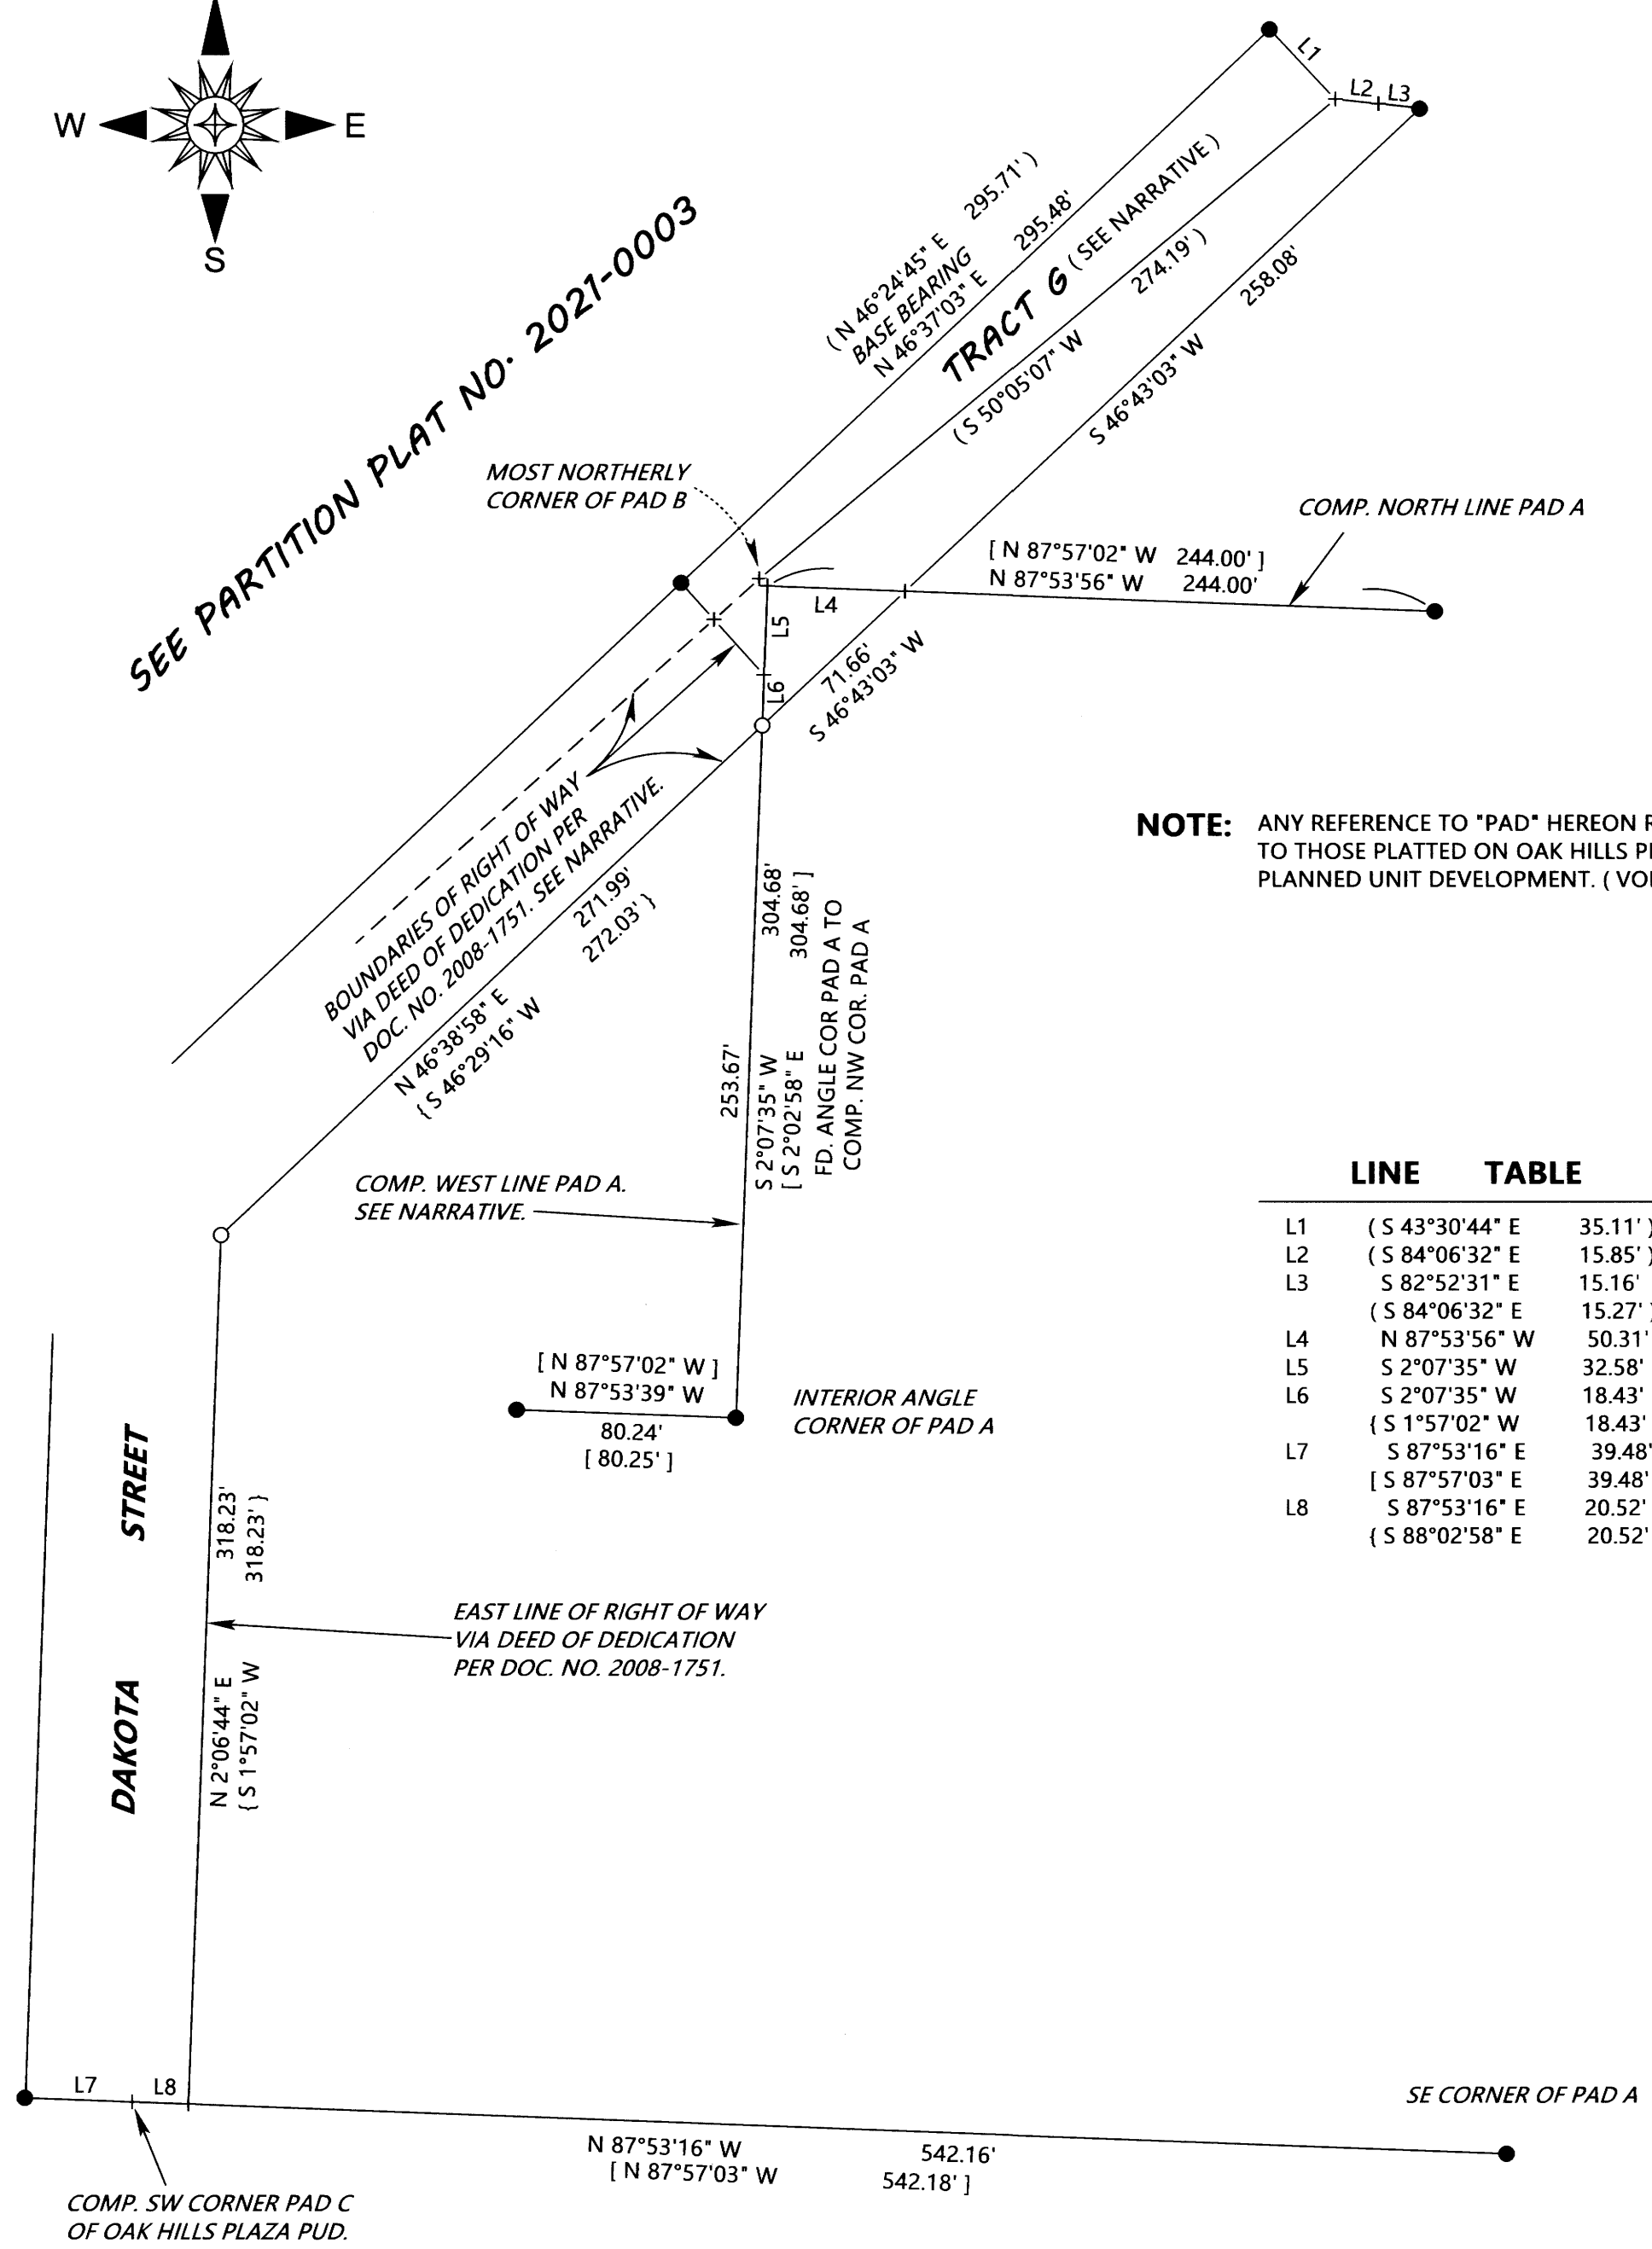 W
E
S
SEE PARTITION PLAT NO. 2021-0003
L1
L2
L3
( N 46°24'45" E 295.71' )
BASE BEARING
N 46°37'03" E 295.48'
TRACT G ( SEE NARRATIVE )
( S 50°05'07" W 274.19' )
S 46°43'03" W 258.08'
MOST NORTHERLY
CORNER OF PAD B
COMP. NORTH LINE PAD A
[ N 87°57'02" W 244.00' ]
N 87°53'56" W 244.00'
L4
L5
L6
71.66'
S 46°43'03" W
BOUNDARIES OF RIGHT OF WAY
VIA DEED OF DEDICATION PER
DOC. NO. 2008-1751. SEE NARRATIVE.
N 46°38'58" E 271.99'
{ S 46°29'16" W 272.03' }
NOTE: ANY REFERENCE TO "PAD" HEREON
TO THOSE PLATTED ON OAK HILLS
PLANNED UNIT DEVELOPMENT. (
253.67'
S 2°07'35" W 304.68'
[ S 2°02'58" E 304.68' ]
FD. ANGLE COR PAD A TO
COMP. NW COR. PAD A
COMP. WEST LINE PAD A.
SEE NARRATIVE.
LINE TABLE
L1 ( S 43°30'44" E 35.11' )
L2 ( S 84°06'32" E 15.85' )
L3 S 82°52'31" E 15.16'
( S 84°06'32" E 15.27' )
L4 N 87°53'56" W 50.31'
L5 S 2°07'35" W 32.58'
L6 S 2°07'35" W 18.43'
{ S 1°57'02" W 18.43'
L7 S 87°53'16" E 39.48'
[ S 87°57'03" E 39.48'
L8 S 87°53'16" E 20.52'
{ S 88°02'58" E 20.52'
[ N 87°57'02" W ]
N 87°53'39" W
80.24'
[ 80.25' ]
INTERIOR ANGLE
CORNER OF PAD A
DAKOTA STREET
N 2°06'44" E 318.23'
{ S 1°57'02" W 318.23' }
EAST LINE OF RIGHT OF WAY
VIA DEED OF DEDICATION
PER DOC. NO. 2008-1751.
L7
L8
SE CORNER OF PAD A
N 87°53'16" W 542.16'
[ N 87°57'03" W 542.18' ]
COMP. SW CORNER PAD C
OF OAK HILLS PLAZA PUD.